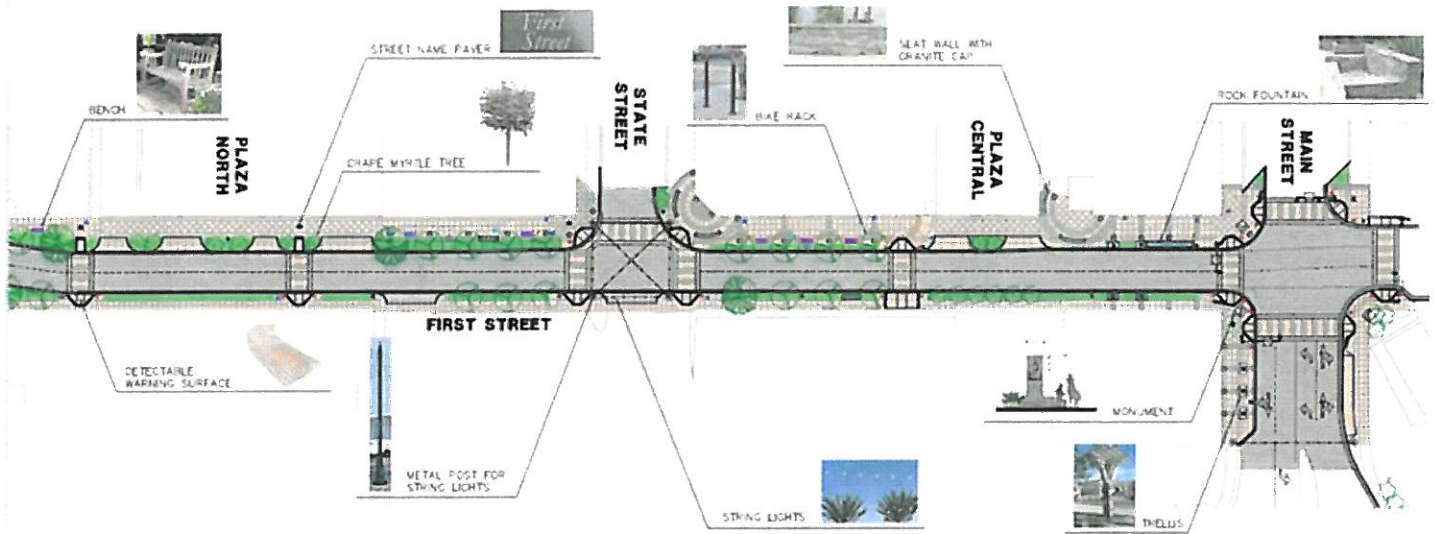 First
Street
STREET NAME PAVER
SEAT WALL WITH
GRANITE CAP
BENCH
STATE
STREET
BIKE RACK
ROCK FOUNTAIN
PLAZA
NORTH
CRAPE MYRTLE TREE
PLAZA
CENTRAL
MAIN
STREET
FIRST STREET
DETECTABLE
WARNING SURFACE
METAL POST FOR
STRING LIGHTS
STRING LIGHTS
MONUMENT
TRELLIS